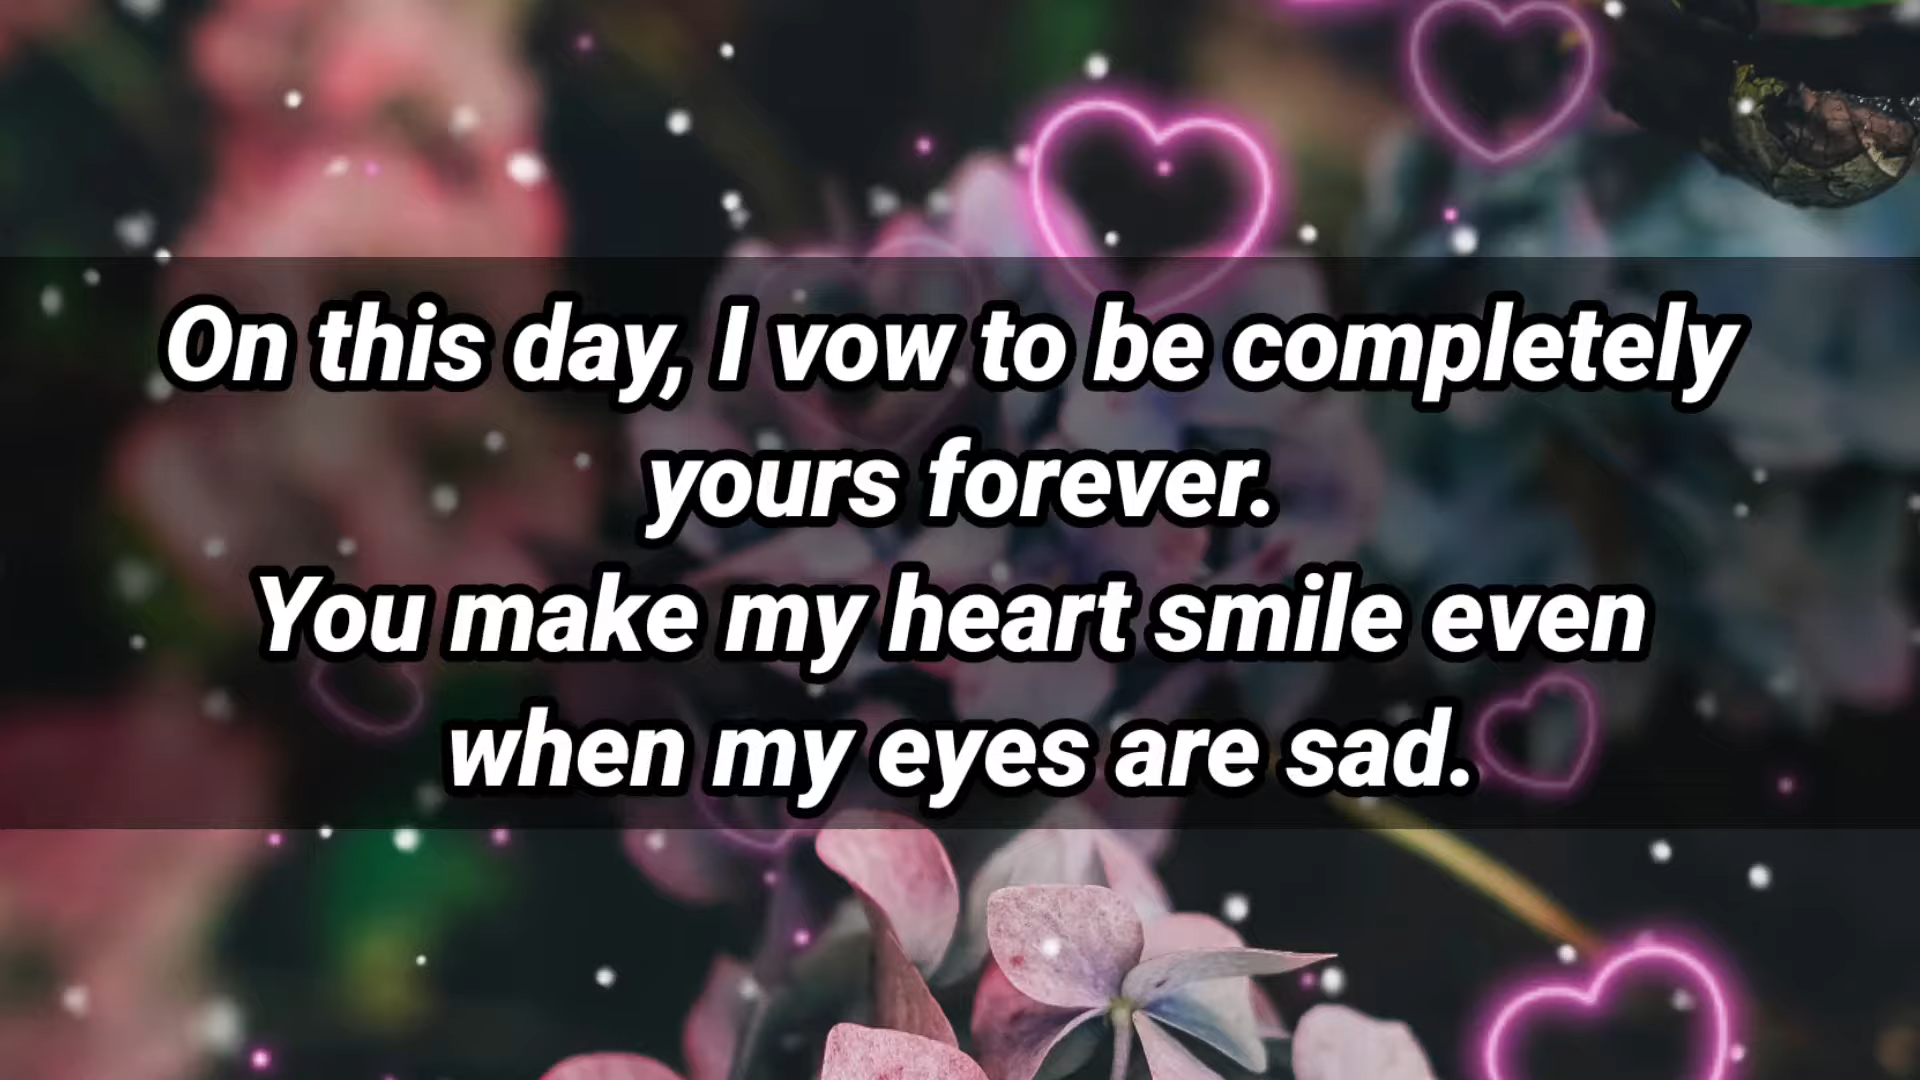 On this day, I vow to be completely
yours forever.
You make my heart smile even
when my eyes are sad.